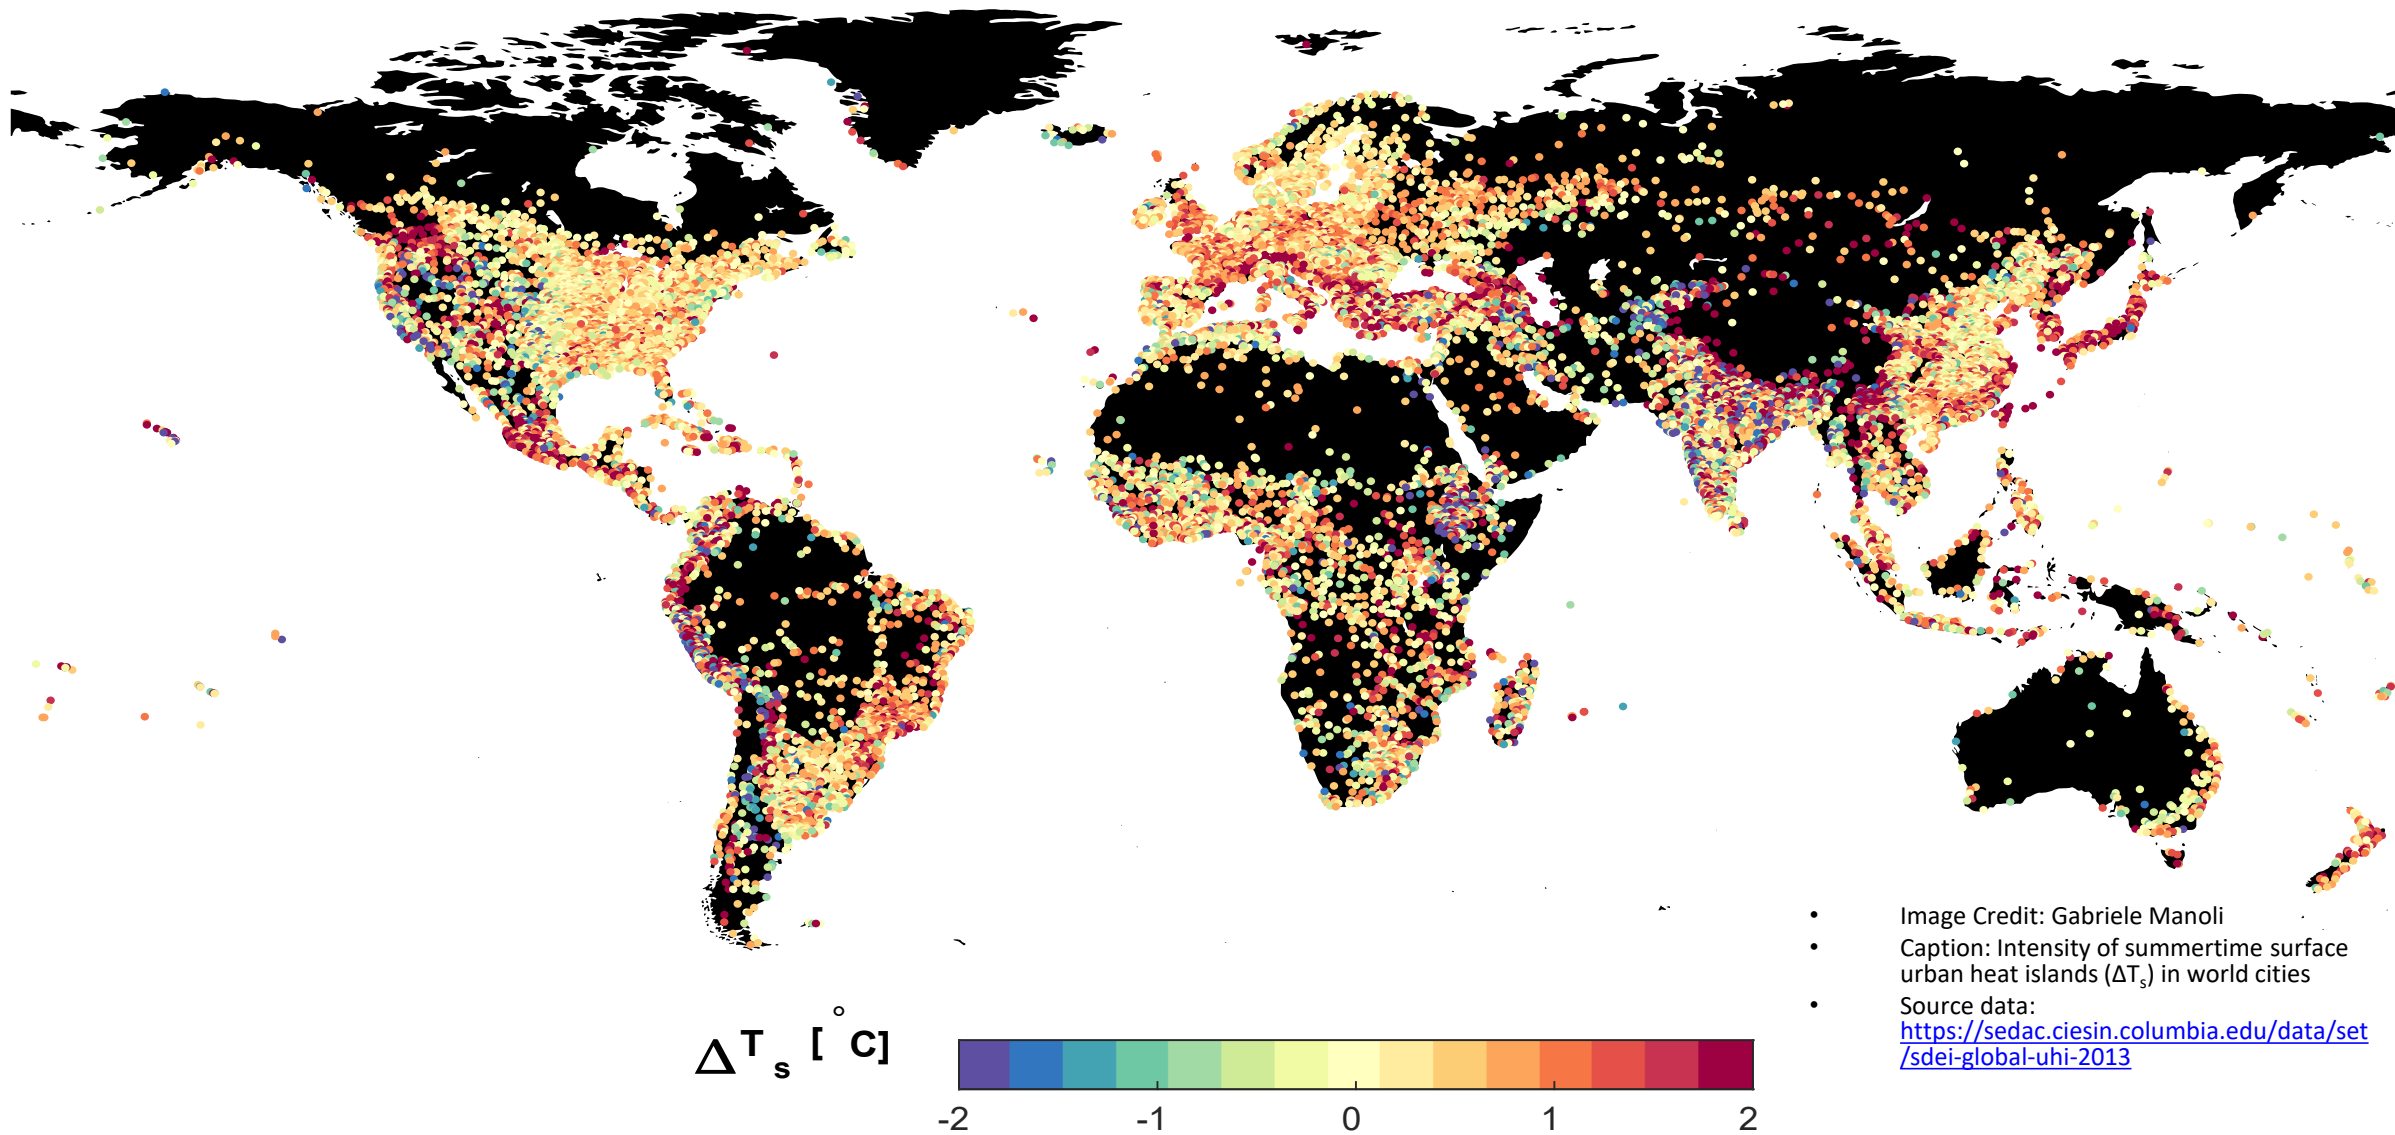 • Image Credit: Gabriele Manoli
• Caption: Intensity of summertime surface
urban heat islands (ΔTs) in world cities
• Source data:
https://sedac.ciesin.columbia.edu/data/set
/sdei-global-uhi-2013
ΔTs [°C]
-2 -1 0 1 2